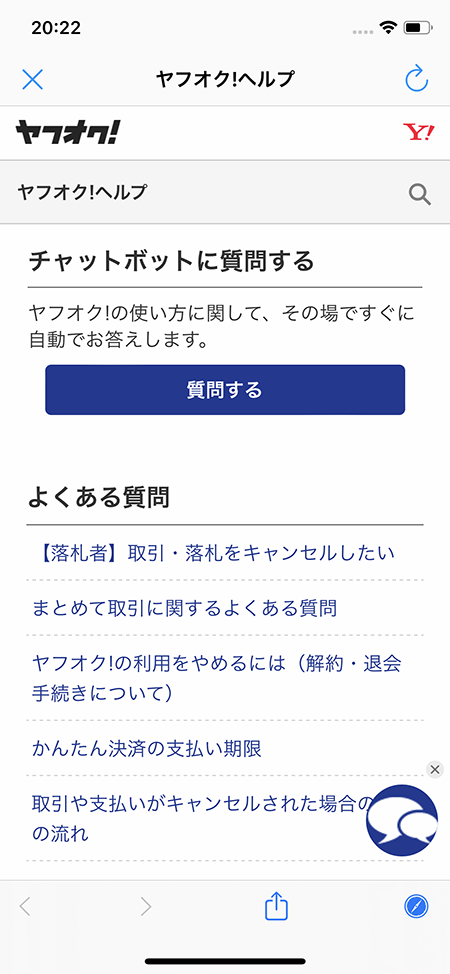 20:22
ヤフオク!ヘルプ
ヤフオク!
Y!
ヤフオク!ヘルプ
チャットボットに質問する
ヤフオク!の使い方に関して、その場ですぐに
自動でお答えします。
質問する
よくある質問
【落札者】取引・落札をキャンセルしたい
まとめて取引に関するよくある質問
ヤフオク!の利用をやめるには（解約・退会
手続きについて）
かんたん決済の支払い期限
取引や支払いがキャンセルされた場合の
の流れ